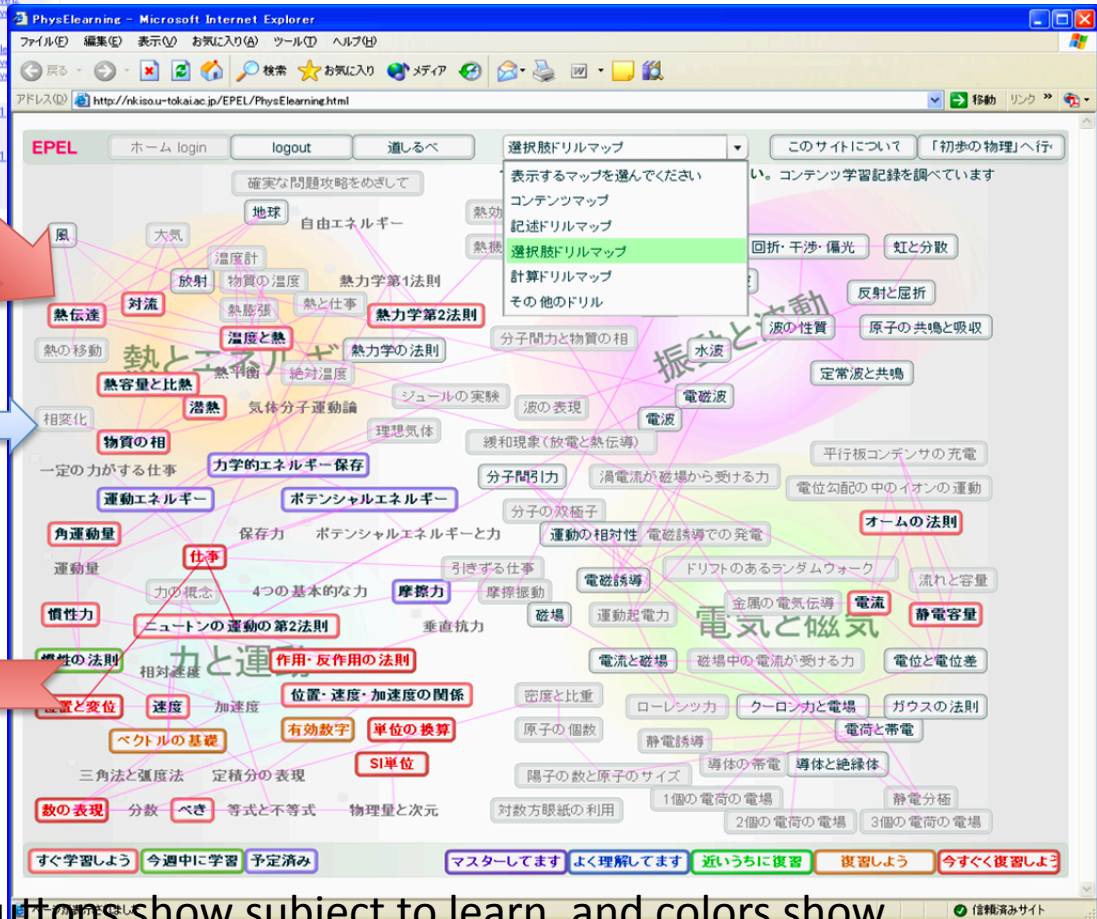 PhysElearning - Microsoft Internet Explorer
ファイル(F) 編集(E) 表示(V) お気に入り(A) ツール(T) ヘルプ(H)
戻る 検索 お気に入り メディア
アドレス(D) http://nkiso.u-tokai.ac.jp/EPEL/PhysElearning.html 移動 リンク »
EPEL ホーム login logout 道しるべ 選択肢ドリルマップ このサイトについて 「初歩の物理」へ行
確実な問題攻略をめざして 表示するマップを選んでください い。コンテンツ学習記録を調べています
コンテンツマップ
地球 自由エネルギー 熱効 記述ドリルマップ
風 大気 熱機 選択肢ドリルマップ 回折・干渉・偏光 虹と分散
温度計
放射 物質の温度 熱力学第1法則 計算ドリルマップ
その他のドリル 反射と屈折
熱伝達 対流 熱膨張 熱と仕事 熱力学第2法則 振動と波動 波の性質 原子の共鳴と吸収
温度と熱 分子間力と物質の相
熱の移動 熱とエネルギ 熱力学の法則 水波
熱平衡 絶対温度 定常波と共鳴
熱容量と比熱 ジュールの実験 電磁波
潜熱 気体分子運動論 波の表現 電波
相変化 理想気体
物質の相 緩和現象(放電と熱伝導)
平行板コンデンサの充電
一定の力がする仕事 力学的エネルギー保存 分子間引力 渦電流が磁場から受ける力
電位勾配の中のイオンの運動
運動エネルギー ポテンシャルエネルギー 分子の双極子
オームの法則
角運動量 保存力 ポテンシャルエネルギーと力 運動の相対性 電磁誘導での発電
仕事
運動量 引きずる仕事 ドリフトのあるランダムウォーク
力の概念 4つの基本的な力 摩擦力 摩擦振動 電磁誘導 流れと容量
金属の電気伝導 電流
慣性力 磁場 運動起電力 電気と磁気 静電容量
ニュートンの運動の第2法則 垂直抗力
慣性の法則 相対速度 力と運動 作用・反作用の法則 電流と磁場 磁場中の電流が受ける力 電位と電位差
位置・速度・加速度の関係 密度と比重
位置と変位 速度 加速度 ローレンツ力 クーロン力と電場 ガウスの法則
有効数字 単位の換算 原子の個数 電荷と帯電
ベクトルの基礎 静電誘導
SI単位 導体の帯電 導体と絶縁体
三角法と弧度法 定積分の表現 陽子の数と原子のサイズ
1個の電荷の電場 静電分極
数の表現 分数 べき 等式と不等式 物理量と次元 対数方眼紙の利用
2個の電荷の電場 3個の電荷の電場
すぐ学習しよう 今週中に学習 予定済み マスターしてます よく理解してます 近いうちに復習 復習しよう 今すぐく復習しよう
ページが表示されました 信頼済みサイト
show subject to learn, and colors show